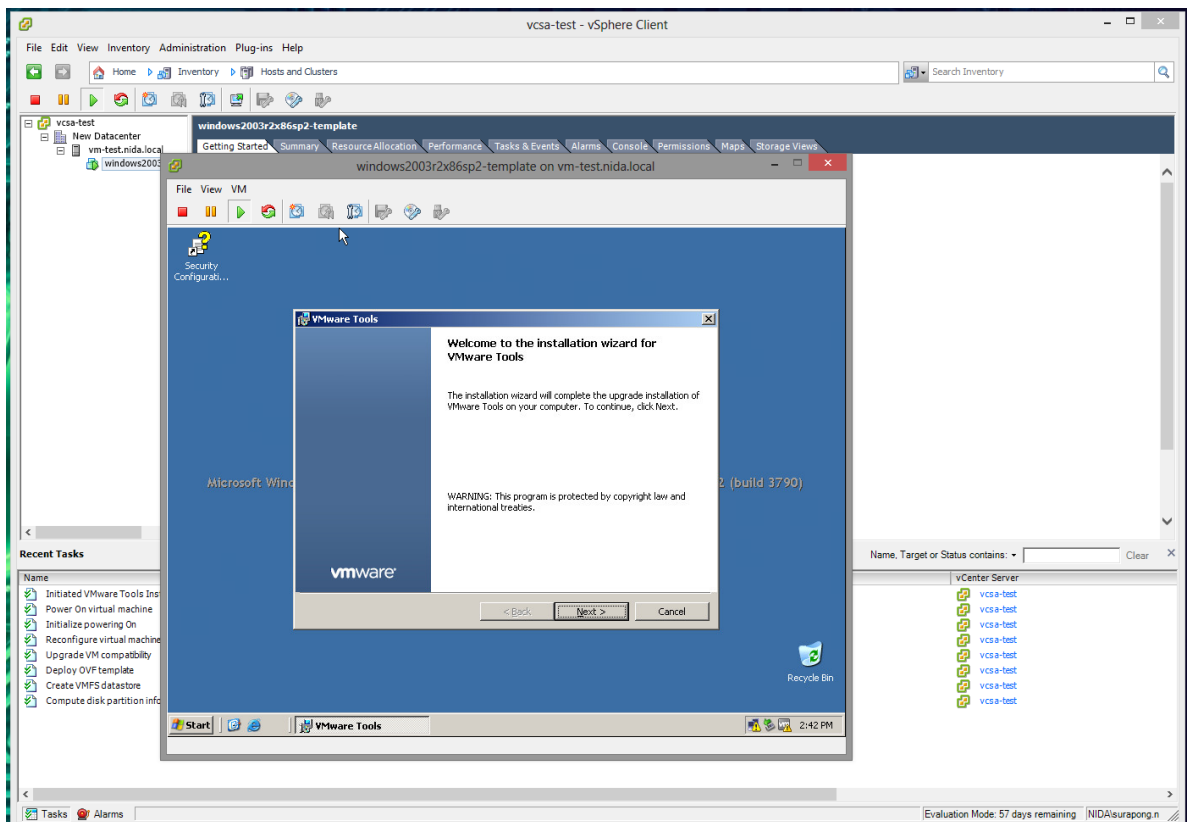 vcsa-test - vSphere Client
File Edit View Inventory Administration Plug-ins Help
Home Inventory Hosts and Clusters
Search Inventory
vcsa-test
New Datacenter
vm-test.nida.local
windows2003
windows2003r2x86sp2-template
Getting Started Summary Resource Allocation Performance Tasks & Events Alarms Console Permissions Maps Storage Views
windows2003r2x86sp2-template on vm-test.nida.local
File View VM
Security
Configurati...
VMware Tools
Welcome to the installation wizard for
VMware Tools
The installation wizard will complete the upgrade installation of
VMware Tools on your computer. To continue, click Next.
Microsoft Wind
2 (build 3790)
WARNING: This program is protected by copyright law and
international treaties.
vmware
< Back Next > Cancel
Recycle Bin
Start VMware Tools 2:42 PM
Recent Tasks
Name, Target or Status contains: Clear
Name vCenter Server
Initiated VMware Tools Ins vcsa-test
Power On virtual machine vcsa-test
Initialize powering On vcsa-test
Reconfigure virtual machine vcsa-test
Upgrade VM compatibility vcsa-test
Deploy OVF template vcsa-test
Create VMFS datastore vcsa-test
Compute disk partition info vcsa-test
Tasks Alarms
Evaluation Mode: 57 days remaining NIDA\surapong.n